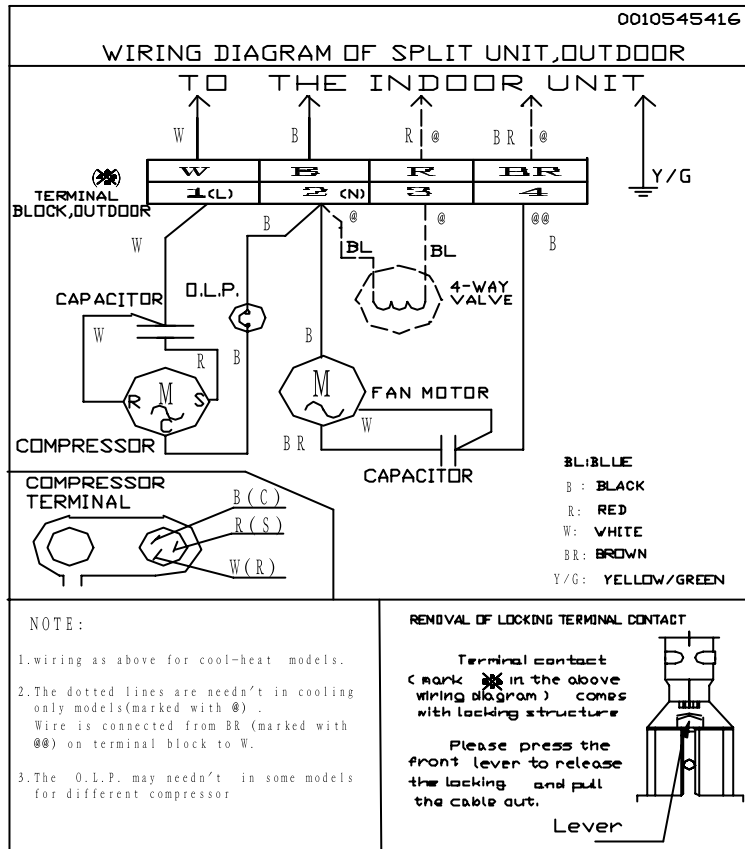 0010545416
WIRING DIAGRAM OF SPLIT UNIT,OUTDOOR
TO THE INDOOR UNIT
W
B
R @
BR @
Y/G
W B R BR
1(L) 2 (N) 3 4
TERMINAL
BLOCK,OUTDOOR
W
B
@
@
@@
B
BL
BL
O.L.P.
4-WAY
VALVE
CAPACITOR
W
R
B
B
R M S
C
M
FAN MOTOR
W
BR
COMPRESSOR
CAPACITOR
COMPRESSOR
TERMINAL
B(C)
R(S)
W(R)
BL:BLUE
B : BLACK
R: RED
W: WHITE
BR: BROWN
Y/G: YELLOW/GREEN
NOTE:
1.wiring as above for cool-heat models.
2.The dotted lines are needn't in cooling
only models(marked with @) .
Wire is connected from BR (marked with
@@) on terminal block to W.
3.The O.L.P. may needn't in some models
for different compressor
REMOVAL OF LOCKING TERMINAL CONTACT
Terminal contact
( mark ※ in the above
wiring diagram ) comes
with locking structure
Please press the
front lever to release
the locking and pull
the cable out.
Lever